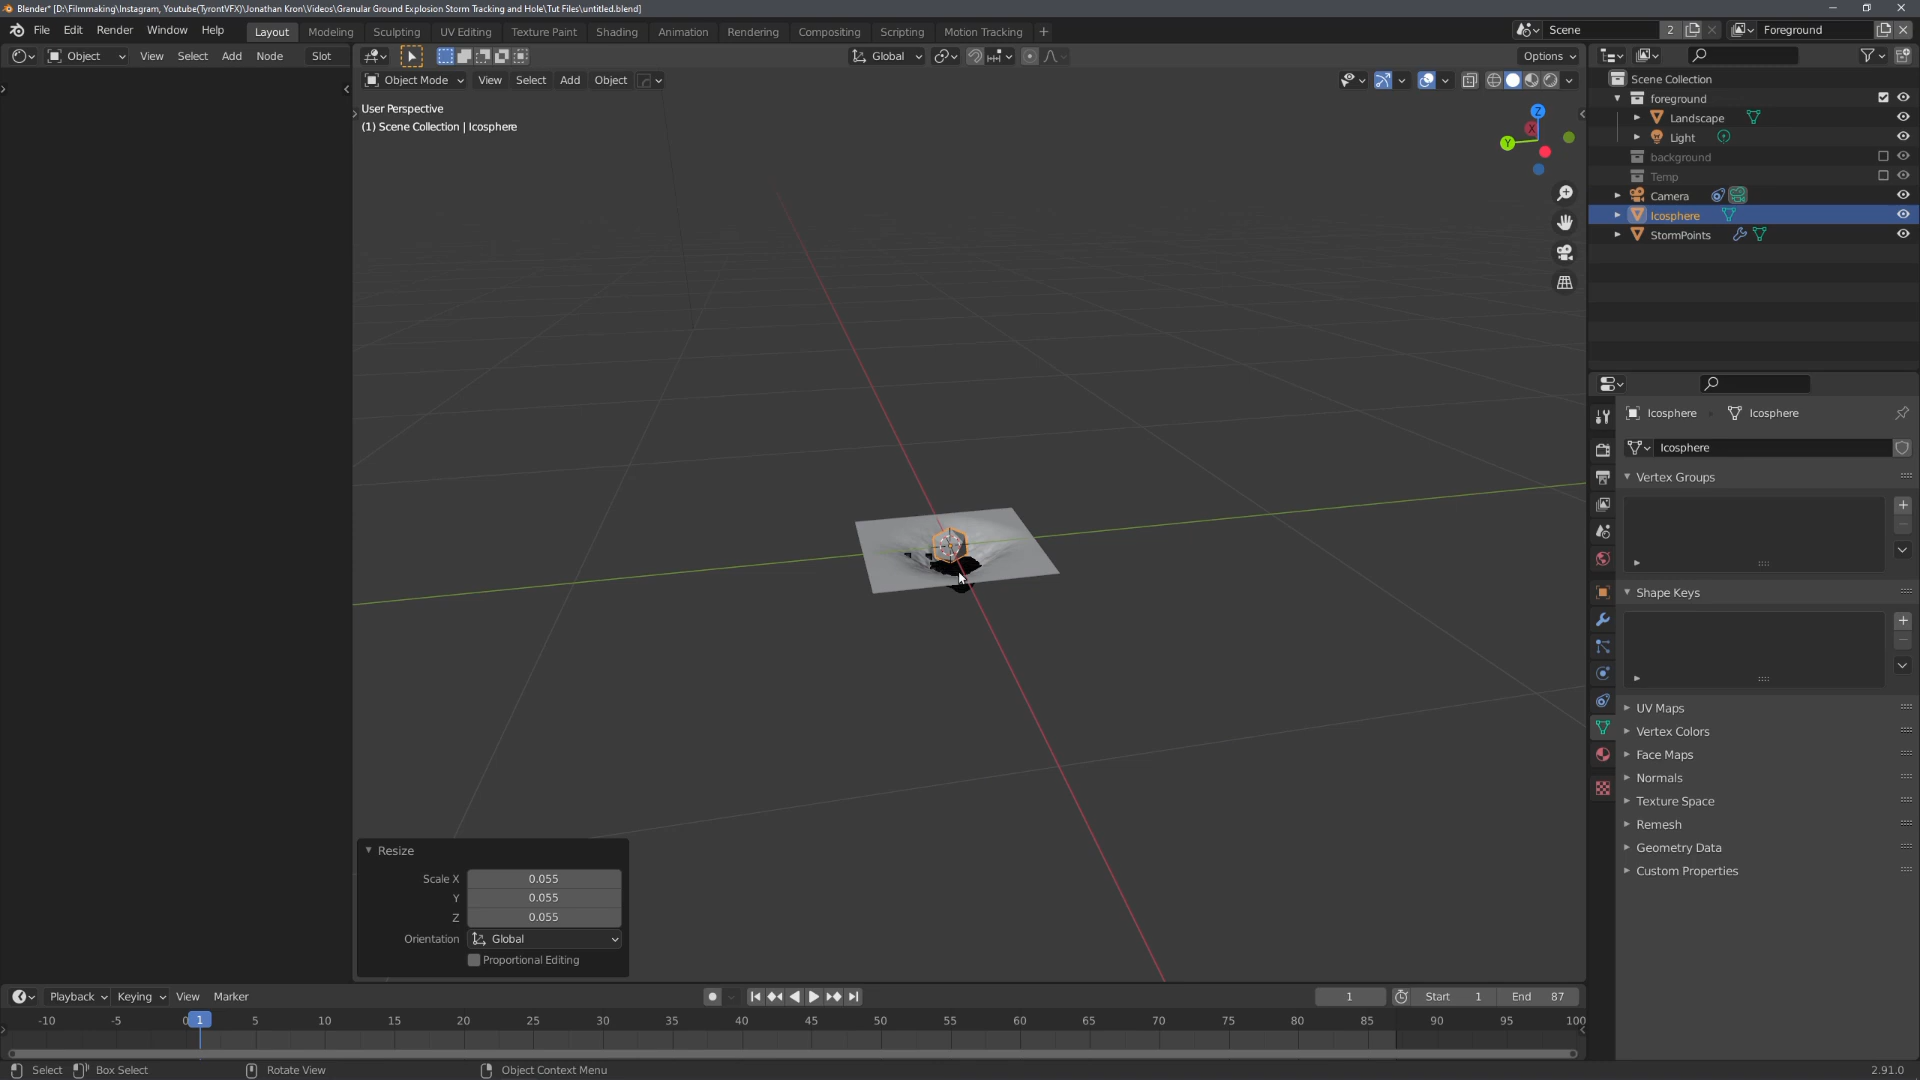 Blender* [D:\Filmmaking\Instagram, Youtube(TyrontVFX)\Jonathan Kron\Videos\Granular Ground Explosion Storm Tracking and Hole\Tut Files\untitled.blend]
File Edit Render Window Help Layout Modeling Sculpting UV Editing Texture Paint Shading Animation Rendering Compositing Scripting Geometry Motion Tracking + Scene 2 Foreground
Object View Select Add Node Slot
Global
Options
Object Mode View Select Add Object
User Perspective
(1) Scene Collection | Icosphere
Z
X
Y
Scene Collection
foreground
Landscape
Light
background
Temp
Camera
Icosphere
StormPoints
Icosphere Icosphere
Icosphere
Vertex Groups
Shape Keys
UV Maps
Vertex Colors
Face Maps
Normals
Texture Space
Remesh
Geometry Data
Custom Properties
Resize
Scale X 0.055
Y 0.055
Z 0.055
Orientation Global
Proportional Editing
Playback Keying View Marker 1 Start 1 End 87
-10 -5 0 1 5 10 15 20 25 30 35 40 45 50 55 60 65 70 75 80 85 90 95 100
Select Box Select Rotate View Object Context Menu 2.91.0